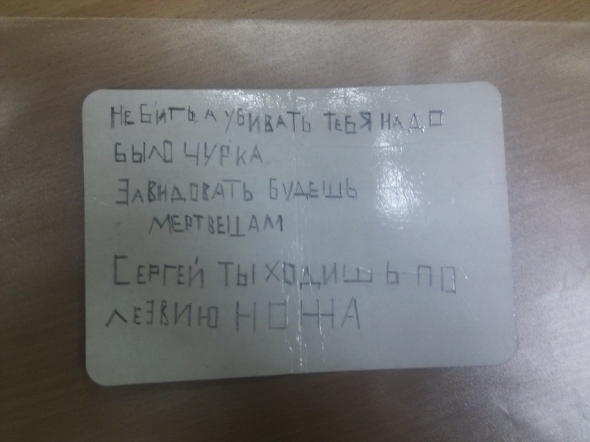 НЕ БИТЬ А УБИВАТЬ ТЕБЯ НАДО
БЫЛО ЧУРКА
ЗАВИДОВАТЬ БУДЕШЬ
МЕРТВЕЦАМ
СЕРГЕЙ ТЫ ХОДИШЬ ПО
ЛЕЗВИЮ НОЖА